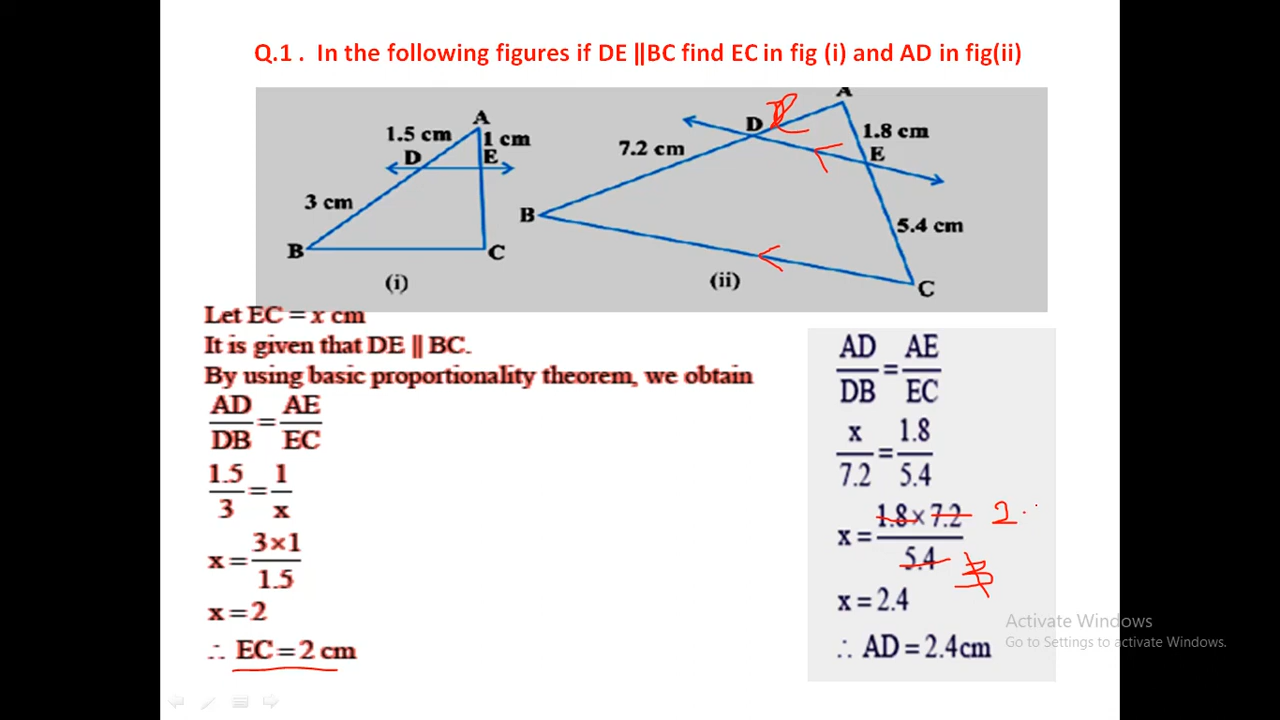 Q.1 . In the following figures if DE ||BC find EC in fig (i) and AD in fig(ii)
A
1.5 cm
1 cm
D
E
3 cm
B
C
(i)
A
D
1.8 cm
7.2 cm
E
B
5.4 cm
(ii)
C
Let EC = x cm
It is given that DE || BC.
By using basic proportionality theorem, we obtain
AD/DB = AE/EC
1.5/3 = 1/x
x = 3×1/1.5
x = 2
∴ EC = 2 cm
AD/DB = AE/EC
x/7.2 = 1.8/5.4
x = 1.8×7.2/5.4
2.
3
x = 2.4
∴ AD = 2.4cm
Activate Windows
Go to Settings to activate Windows.